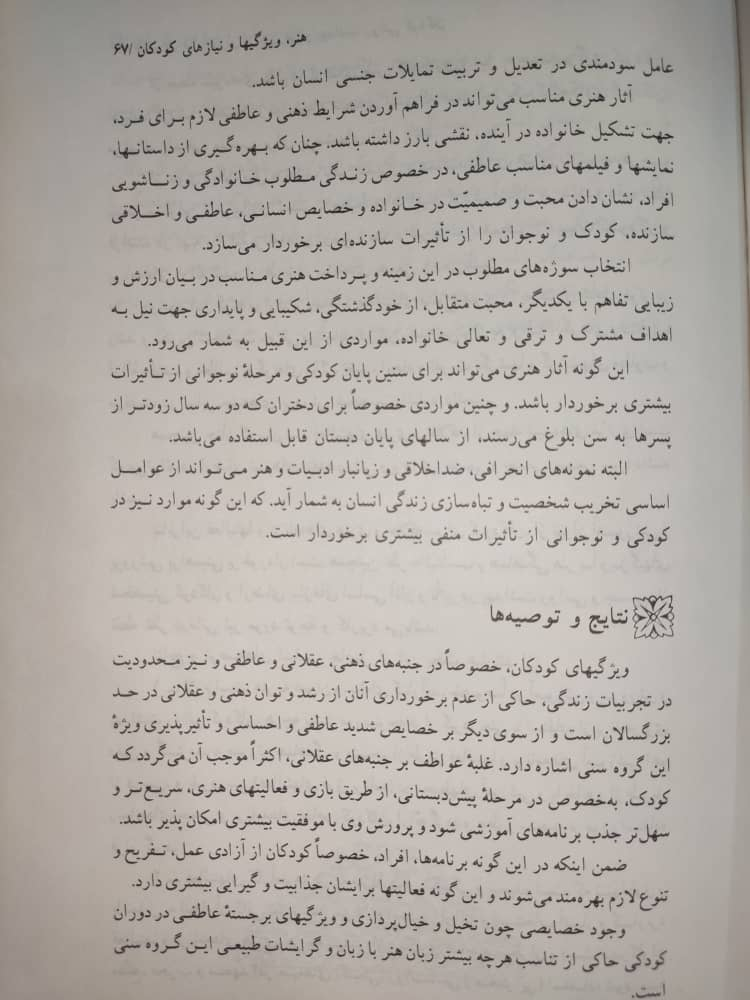 هنر، ویژگیها و نیازهای کودکان /۶۷
عامل سودمندی در تعدیل و تربیت تمایلات جنسی انسان باشد.
آثار هنری مناسب می‌تواند در فراهم آوردن شرایط ذهنی و عاطفی لازم برای فرد،
جهت تشکیل خانواده در آینده، نقشی بارز داشته باشد. چنان که بهره‌گیری از داستانها،
نمایشها و فیلمهای مناسب عاطفی، در خصوص زندگی مطلوب خانوادگی و زناشویی
افراد، نشان دادن محبت و صمیمیّت در خانواده و خصایص انسانی، عاطفی و اخلاقی
سازنده، کودک و نوجوان را از تأثیرات سازنده‌ای برخوردار می‌سازد.
انتخاب سوژه‌های مطلوب در این زمینه و پرداخت هنری مناسب در بیان ارزش و
زیبایی تفاهم با یکدیگر، محبت متقابل، از خودگذشتگی، شکیبایی و پایداری جهت نیل به
اهداف مشترک و ترقی و تعالی خانواده، مواردی از این قبیل به شمار می‌رود.
این گونه آثار هنری می‌تواند برای سنین پایان کودکی و مرحلهٔ نوجوانی از تأثیرات
بیشتری برخوردار باشد. و چنین مواردی خصوصاً برای دختران که دو سه سال زودتر از
پسرها به سن بلوغ می‌رسند، از سالهای پایان دبستان قابل استفاده می‌باشد.
البته نمونه‌های انحرافی، ضداخلاقی و زیانبار ادبیات و هنر می‌تواند از عوامل
اساسی تخریب شخصیت و تباه‌سازی زندگی انسان به شمار آید. که این گونه موارد نیز در
کودکی و نوجوانی از تأثیرات منفی بیشتری برخوردار است.
نتایج و توصیه‌ها
ویژگیهای کودکان، خصوصاً در جنبه‌های ذهنی، عقلانی و عاطفی و نیز محدودیت
در تجربیات زندگی، حاکی از عدم برخورداری آنان از رشد و توان ذهنی و عقلانی در حد
بزرگسالان است و از سوی دیگر بر خصایص شدید عاطفی و احساسی و تأثیرپذیری ویژهٔ
این گروه سنی اشاره دارد. غلبهٔ عواطف بر جنبه‌های عقلانی، اکثراً موجب آن می‌گردد که
کودک، به‌خصوص در مرحلهٔ پیش‌دبستانی، از طریق بازی و فعالیتهای هنری، سریع‌تر و
سهل‌تر جذب برنامه‌های آموزشی شود و پرورش وی با موفقیت بیشتری امکان پذیر باشد.
ضمن اینکه در این گونه برنامه‌ها، افراد، خصوصاً کودکان از آزادی عمل، تفریح و
تنوع لازم بهره‌مند می‌شوند و این گونه فعالیتها برایشان جذابیت و گیرایی بیشتری دارد.
وجود خصایصی چون تخیل و خیال‌پردازی و ویژگیهای برجستهٔ عاطفی در دوران
کودکی حاکی از تناسب هرچه بیشتر زبان هنر با زبان و گرایشات طبیعی این گروه سنی
است.